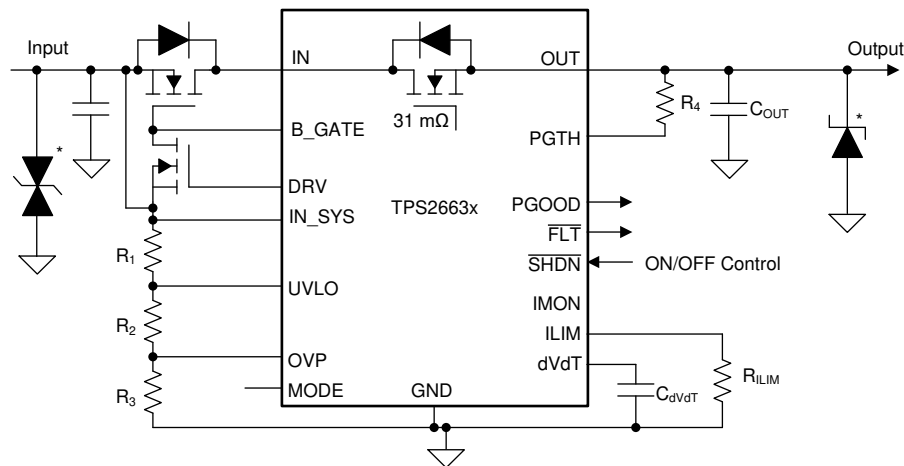 Input
IN
OUT
Output
31 mΩ
R4
COUT
*
*
B_GATE
PGTH
DRV
TPS2663x
PGOOD
IN_SYS
FLT
R1
SHDN
ON/OFF Control
UVLO
IMON
R2
ILIM
OVP
dVdT
RILIM
MODE
GND
CdVdT
R3